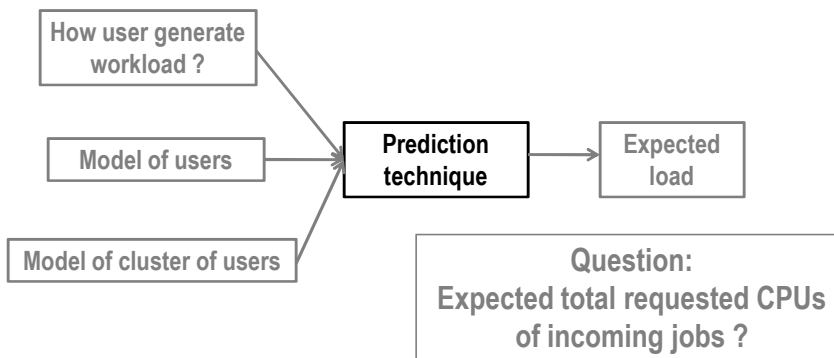 How user generate
workload ?
Model of users
Model of cluster of users
Prediction
technique
Expected
load
Question:
Expected total requested CPUs
of incoming jobs ?